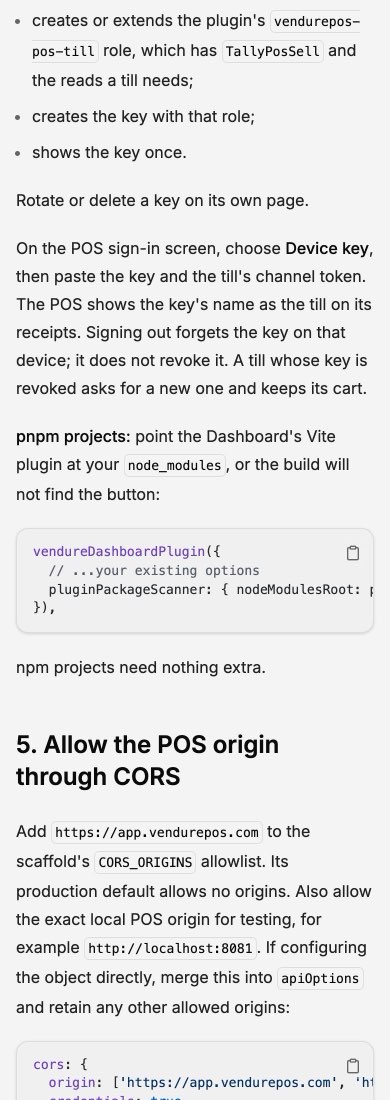 creates or extends the plugin's vendurepos-
pos-till role, which has TallyPosSell and
the reads a till needs;
creates the key with that role;
shows the key once.
Rotate or delete a key on its own page.
On the POS sign-in screen, choose Device key,
then paste the key and the till's channel token.
The POS shows the key's name as the till on its
receipts. Signing out forgets the key on that
device; it does not revoke it. A till whose key is
revoked asks for a new one and keeps its cart.
pnpm projects: point the Dashboard's Vite
plugin at your node_modules, or the build will
not find the button:
vendureDashboardPlugin({
// ...your existing options
pluginPackageScanner: { nodeModulesRoot:
}),
npm projects need nothing extra.
5. Allow the POS origin
through CORS
Add https://app.vendurepos.com to the
scaffold's CORS_ORIGINS allowlist. Its
production default allows no origins. Also allow
the exact local POS origin for testing, for
example http://localhost:8081. If configuring
the object directly, merge this into apiOptions
and retain any other allowed origins:
cors: {
origin: ['https://app.vendurepos.com',